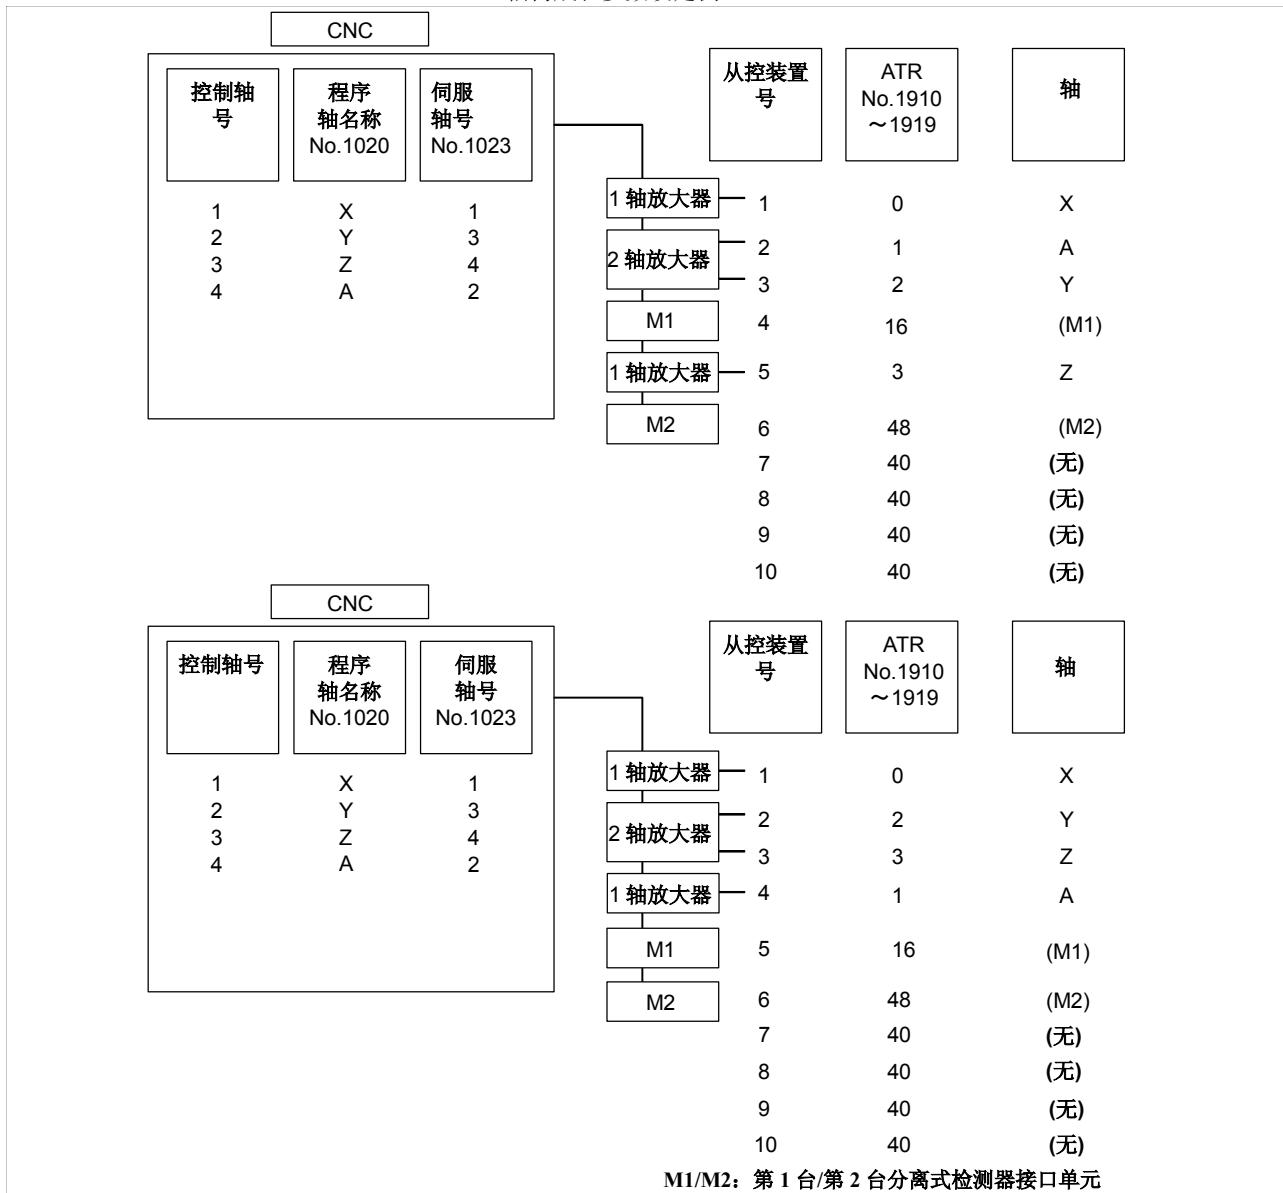 CNC
控制轴
号
程序
轴名称
No.1020
伺服
轴号
No.1023
从控装置
号
ATR
No.1910
～1919
轴
1 X 1
2 Y 3
3 Z 4
4 A 2
1 轴放大器
2 轴放大器
M1
1 轴放大器
M2
1 0 X
2 1 A
3 2 Y
4 16 (M1)
5 3 Z
6 48 (M2)
7 40 (无)
8 40 (无)
9 40 (无)
10 40 (无)
CNC
控制轴号
程序
轴名称
No.1020
伺服
轴号
No.1023
从控装置
号
ATR
No.1910
～1919
轴
1 X 1
2 Y 3
3 Z 4
4 A 2
1 轴放大器
2 轴放大器
1 轴放大器
M1
M2
1 0 X
2 2 Y
3 3 Z
4 1 A
5 16 (M1)
6 48 (M2)
7 40 (无)
8 40 (无)
9 40 (无)
10 40 (无)
M1/M2：第 1 台/第 2 台分离式检测器接口单元